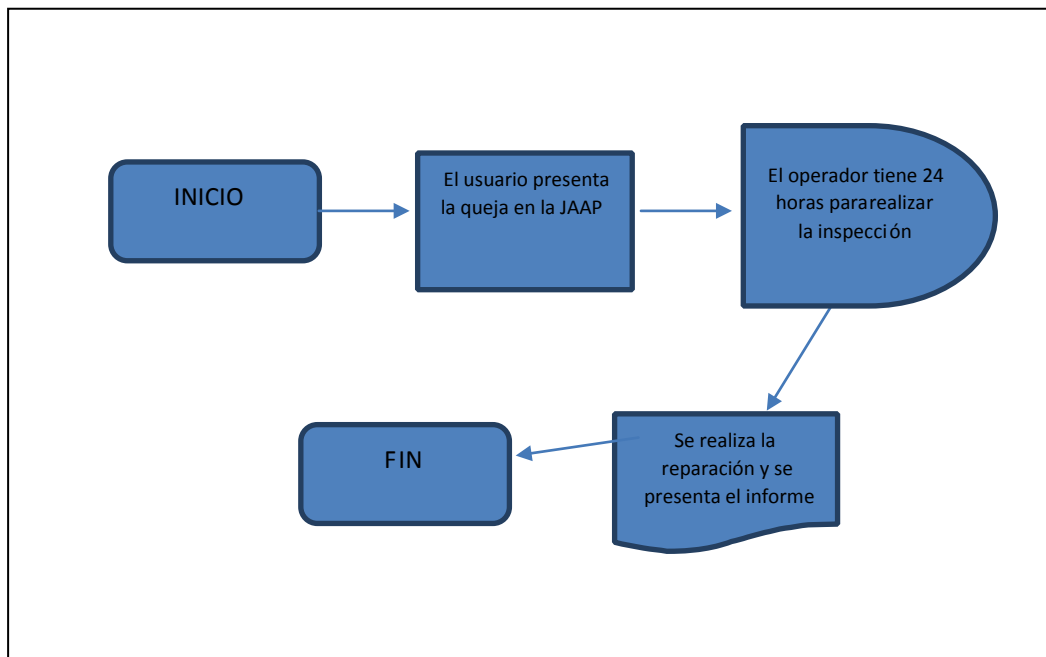 INICIO
El usuario presenta
la queja en la JAAP
El operador tiene 24
horas pararealizar
la inspección
Se realiza la
reparación y se
presenta el informe
FIN